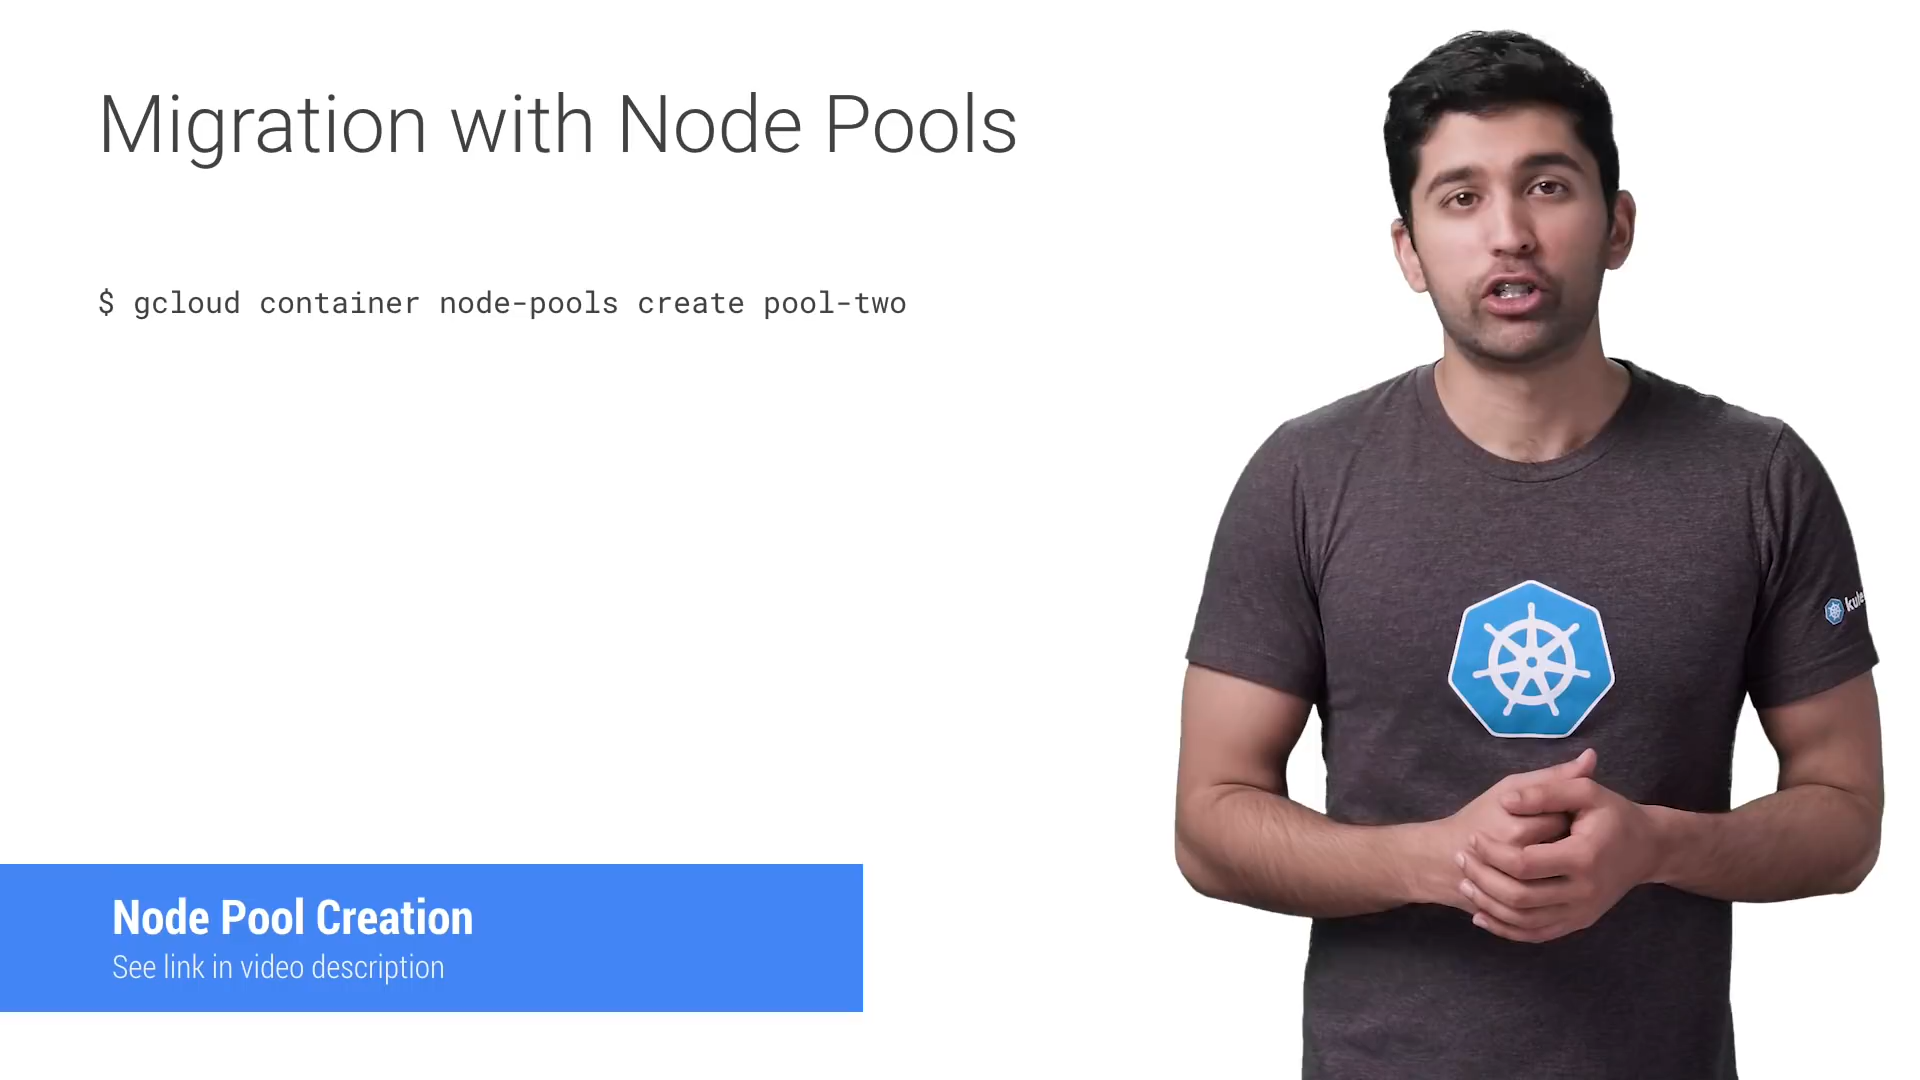 Migration with Node Pools
$ gcloud container node-pools create pool-two
Node Pool Creation
See link in video description